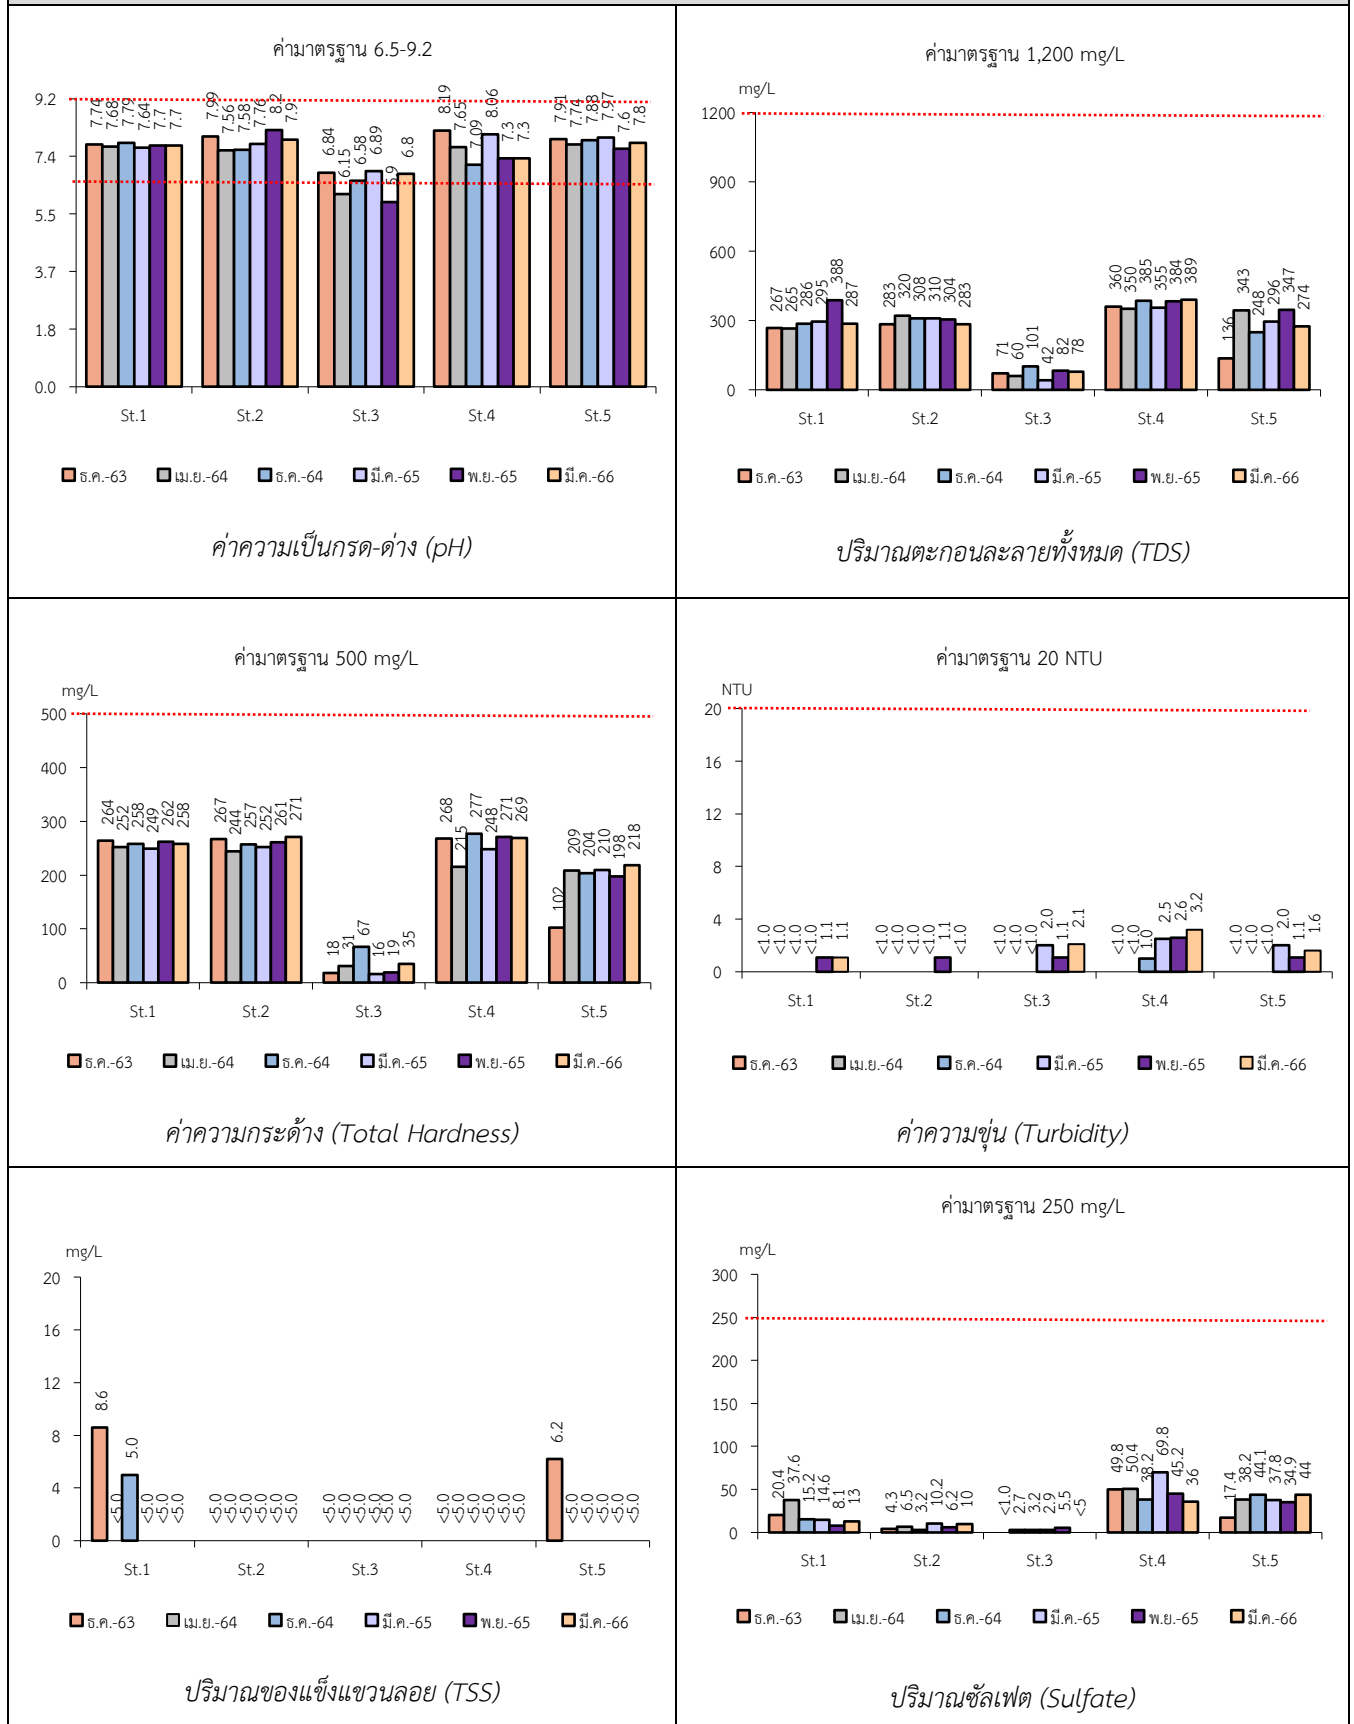 ค่ามาตรฐาน 6.5-9.2
9.2
7.4
5.5
3.7
1.8
0.0
7.74 7.68 7.79 7.64 7.7 7.7
7.99 7.56 7.58 7.76 8.2 7.9
6.84 6.15 6.58 6.89 5.9 6.8
8.19 7.65 7.09 8.06 7.3 7.3
7.91 7.74 7.88 7.97 7.6 7.8
St.1 St.2 St.3 St.4 St.5
ธ.ค.-63 เม.ย.-64 ธ.ค.-64 มี.ค.-65 พ.ย.-65 มี.ค.-66
ค่าความเป็นกรด-ด่าง (pH)
ค่ามาตรฐาน 1,200 mg/L
mg/L
1200
900
600
300
0
267 265 286 295 388 287
283 320 308 310 304 283
71 60 101 42 82 78
360 350 385 355 384 389
136 343 248 296 347 274
St.1 St.2 St.3 St.4 St.5
ธ.ค.-63 เม.ย.-64 ธ.ค.-64 มี.ค.-65 พ.ย.-65 มี.ค.-66
ปริมาณตะกอนละลายทั้งหมด (TDS)
ค่ามาตรฐาน 500 mg/L
mg/L
500
400
300
200
100
0
264 252 258 249 262 258
267 244 257 252 261 271
18 31 67 16 19 35
268 215 277 248 271 269
102 209 204 210 198 218
St.1 St.2 St.3 St.4 St.5
ธ.ค.-63 เม.ย.-64 ธ.ค.-64 มี.ค.-65 พ.ย.-65 มี.ค.-66
ค่าความกระด้าง (Total Hardness)
ค่ามาตรฐาน 20 NTU
NTU
20
16
12
8
4
0
<1.0 <1.0 <1.0 <1.0 1.1 1.1
<1.0 <1.0 <1.0 <1.0 1.1 <1.0
<1.0 <1.0 <1.0 2.0 1.1 2.1
<1.0 <1.0 1.0 2.5 2.6 3.2
<1.0 <1.0 <1.0 2.0 1.1 1.6
St.1 St.2 St.3 St.4 St.5
ธ.ค.-63 เม.ย.-64 ธ.ค.-64 มี.ค.-65 พ.ย.-65 มี.ค.-66
ค่าความขุ่น (Turbidity)
mg/L
20
16
12
8
4
0
8.6 <5.0 5.0 <5.0 <5.0 <5.0
<5.0 <5.0 <5.0 <5.0 <5.0 <5.0
<5.0 <5.0 <5.0 <5.0 <5.0 <5.0
<5.0 <5.0 <5.0 <5.0 <5.0 <5.0
6.2 <5.0 <5.0 <5.0 <5.0 <5.0
St.1 St.2 St.3 St.4 St.5
ธ.ค.-63 เม.ย.-64 ธ.ค.-64 มี.ค.-65 พ.ย.-65 มี.ค.-66
ปริมาณของแข็งแขวนลอย (TSS)
ค่ามาตรฐาน 250 mg/L
mg/L
300
250
200
150
100
50
0
20.4 37.6 15.2 14.6 8.1 13
4.3 6.5 3.2 10.2 6.2 10
<1.0 2.7 3.2 2.9 5.5 <5
49.8 50.4 38.2 69.8 45.2 36
17.4 38.2 44.1 37.8 34.9 44
St.1 St.2 St.3 St.4 St.5
ธ.ค.-63 เม.ย.-64 ธ.ค.-64 มี.ค.-65 พ.ย.-65 มี.ค.-66
ปริมาณซัลเฟต (Sulfate)